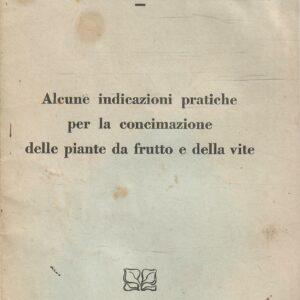 Alcune indicazioni pratiche
per la concimazione
delle piante da frutto e della vite